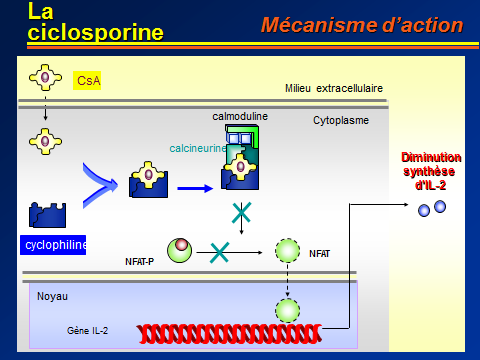 La
ciclosporine
Mécanisme d'action
CsA
Milieu extracellulaire
calmoduline
Cytoplasme
calcineurine
Diminution
synthèse
d'IL-2
cyclophiline
NFAT-P
NFAT
Noyau
Gène IL-2